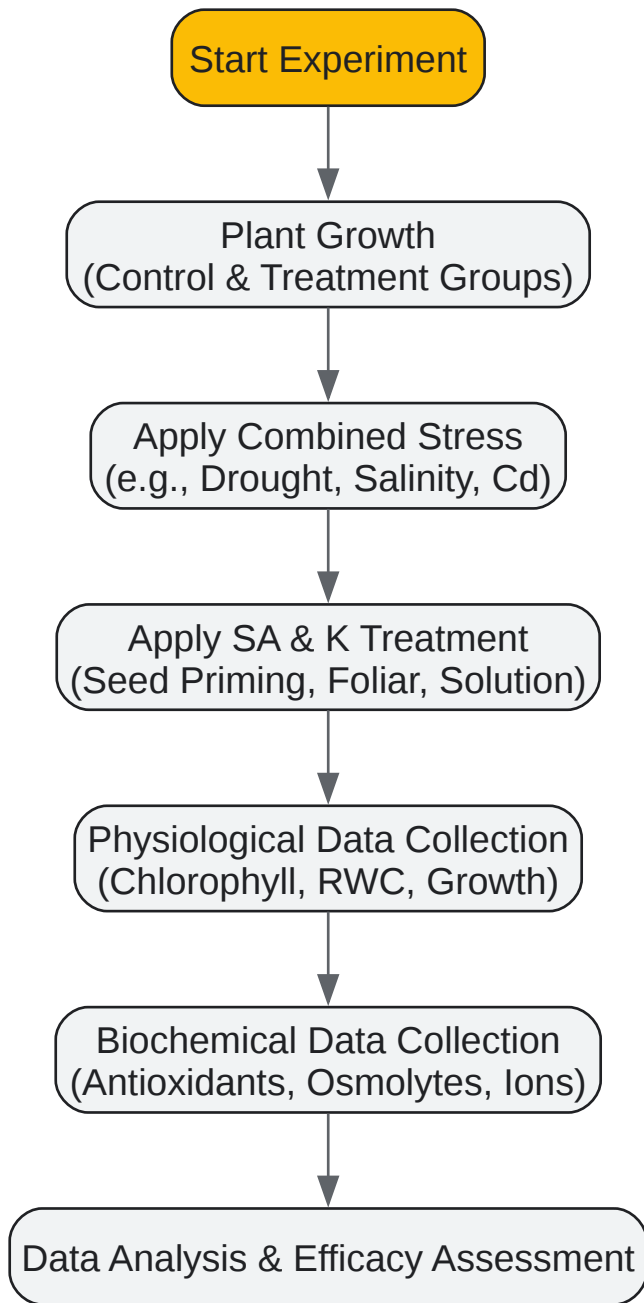 Start Experiment
Plant Growth
(Control & Treatment Groups)
Apply Combined Stress
(e.g., Drought, Salinity, Cd)
Apply SA & K Treatment
(Seed Priming, Foliar, Solution)
Physiological Data Collection
(Chlorophyll, RWC, Growth)
Biochemical Data Collection
(Antioxidants, Osmolytes, Ions)
Data Analysis & Efficacy Assessment